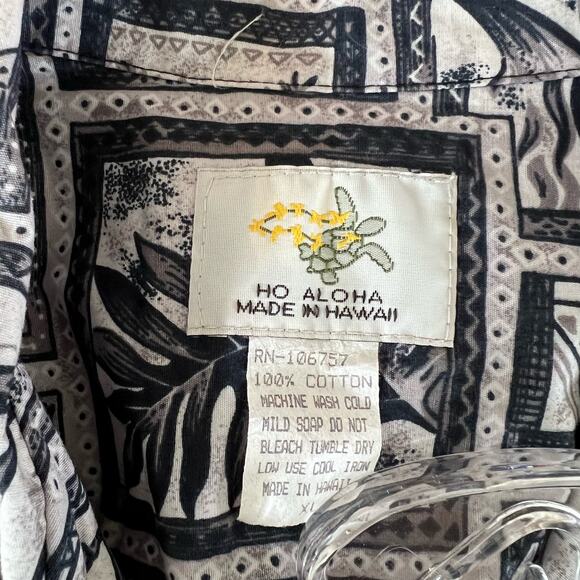 HO ALOHA
MADE IN HAWAII
RN-106757
100% COTTON
MACHINE WASH COLD
MILD SOAP DO NOT
BLEACH TUMBLE DRY
LOW USE COOL IRON
MADE IN HAWAII
XL